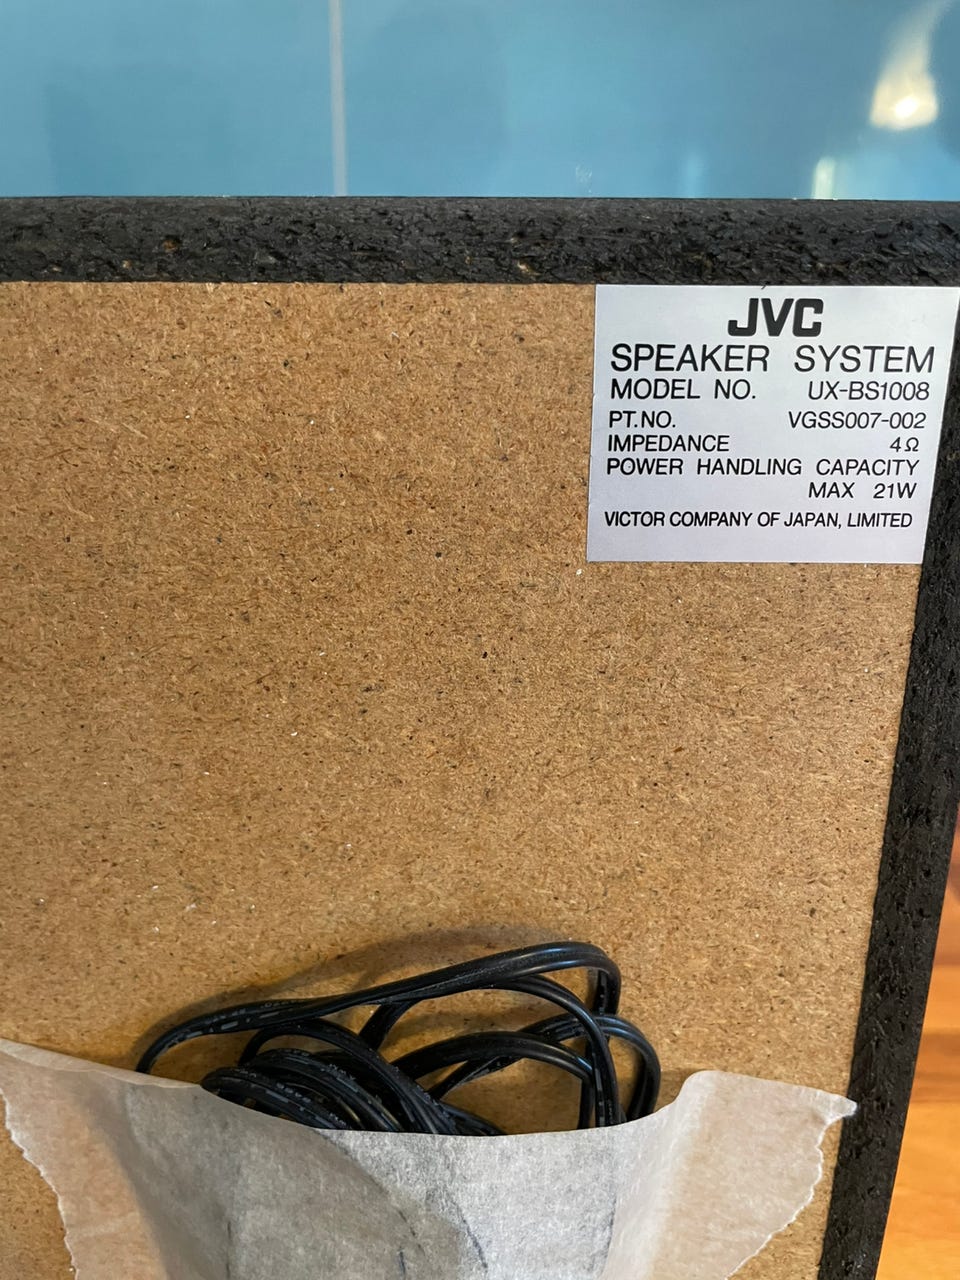 JVC
SPEAKER SYSTEM
MODEL NO. UX-BS1008
PT.NO. VGSS007-002
IMPEDANCE 4Ω
POWER HANDLING CAPACITY
MAX 21W
VICTOR COMPANY OF JAPAN, LIMITED